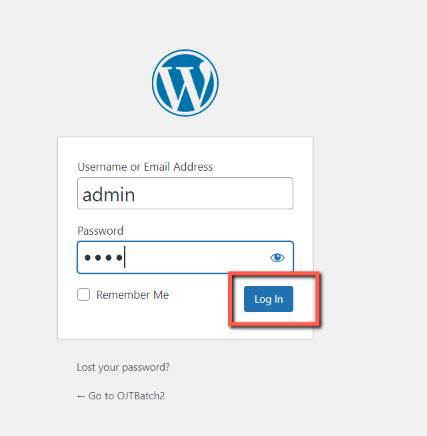 Username or Email Address
admin
Password
••••
Remember Me
Log In
Lost your password?
← Go to OJTBatch2